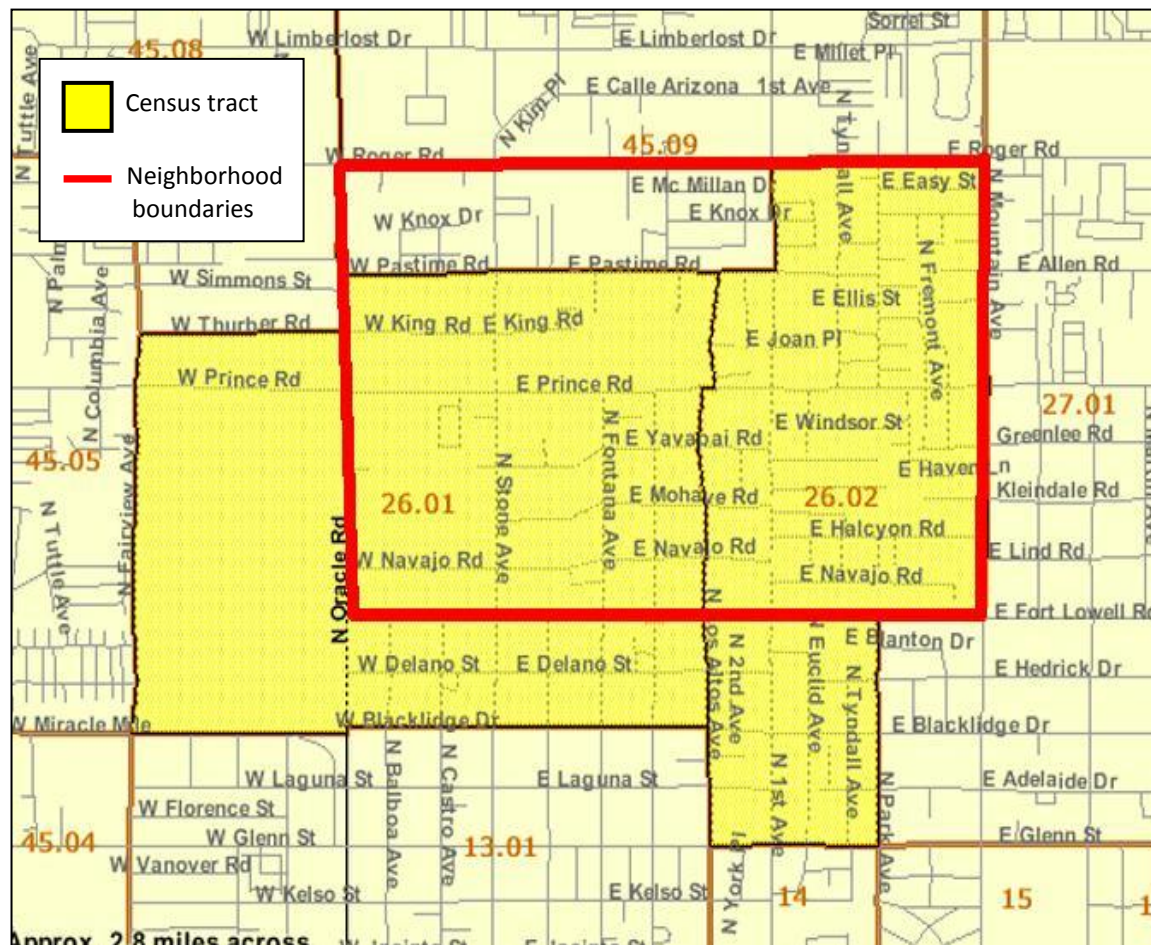 Sorrel St
W Limberlost Dr
E Limberlost Dr
45.08
E Millet Pl
N Tuttle Ave
Census tract
E Calle Arizona
1st Ave
N Kim Pl
N Tyndall Ave
45.09
W Roger Rd
E Roger Rd
Neighborhood
boundaries
E Mc Millan D
E Easy St
N Mountain Ave
W Knox Dr
E Knox Dr
N Palm
W Pastime Rd
E Pastime Rd
E Allen Rd
W Simmons St
N Columbia Ave
E Ellis St
N Fremont Ave
W Thurber Rd
W King Rd
E King Rd
E Joan Pl
W Prince Rd
E Prince Rd
27.01
E Windsor St
Greenlee Rd
E Yavapai Rd
45.05
N Fairview Ave
N Stone Ave
N Fontana Ave
E Haven Ln
Kleindale Rd
26.01
E Mohave Rd
26.02
N Tuttle Ave
N Oracle Rd
E Halcyon Rd
W Navajo Rd
E Navajo Rd
E Lind Rd
E Navajo Rd
E Fort Lowell Rd
N Los Altos Ave
N 2nd Ave
N Euclid Ave
E Blanton Dr
W Delano St
E Delano St
E Hedrick Dr
N Tyndall Ave
W Miracle Mile
W Blacklidge Dr
E Blacklidge Dr
N Balboa Ave
N Castro Ave
N 1st Ave
W Laguna St
E Laguna St
N Park Ave
E Adelaide Dr
W Florence St
45.04
W Glenn St
13.01
E Glenn St
W Vanover Rd
N York Pl
W Kelso St
E Kelso St
14
15
1
Approx. 2.8 miles across